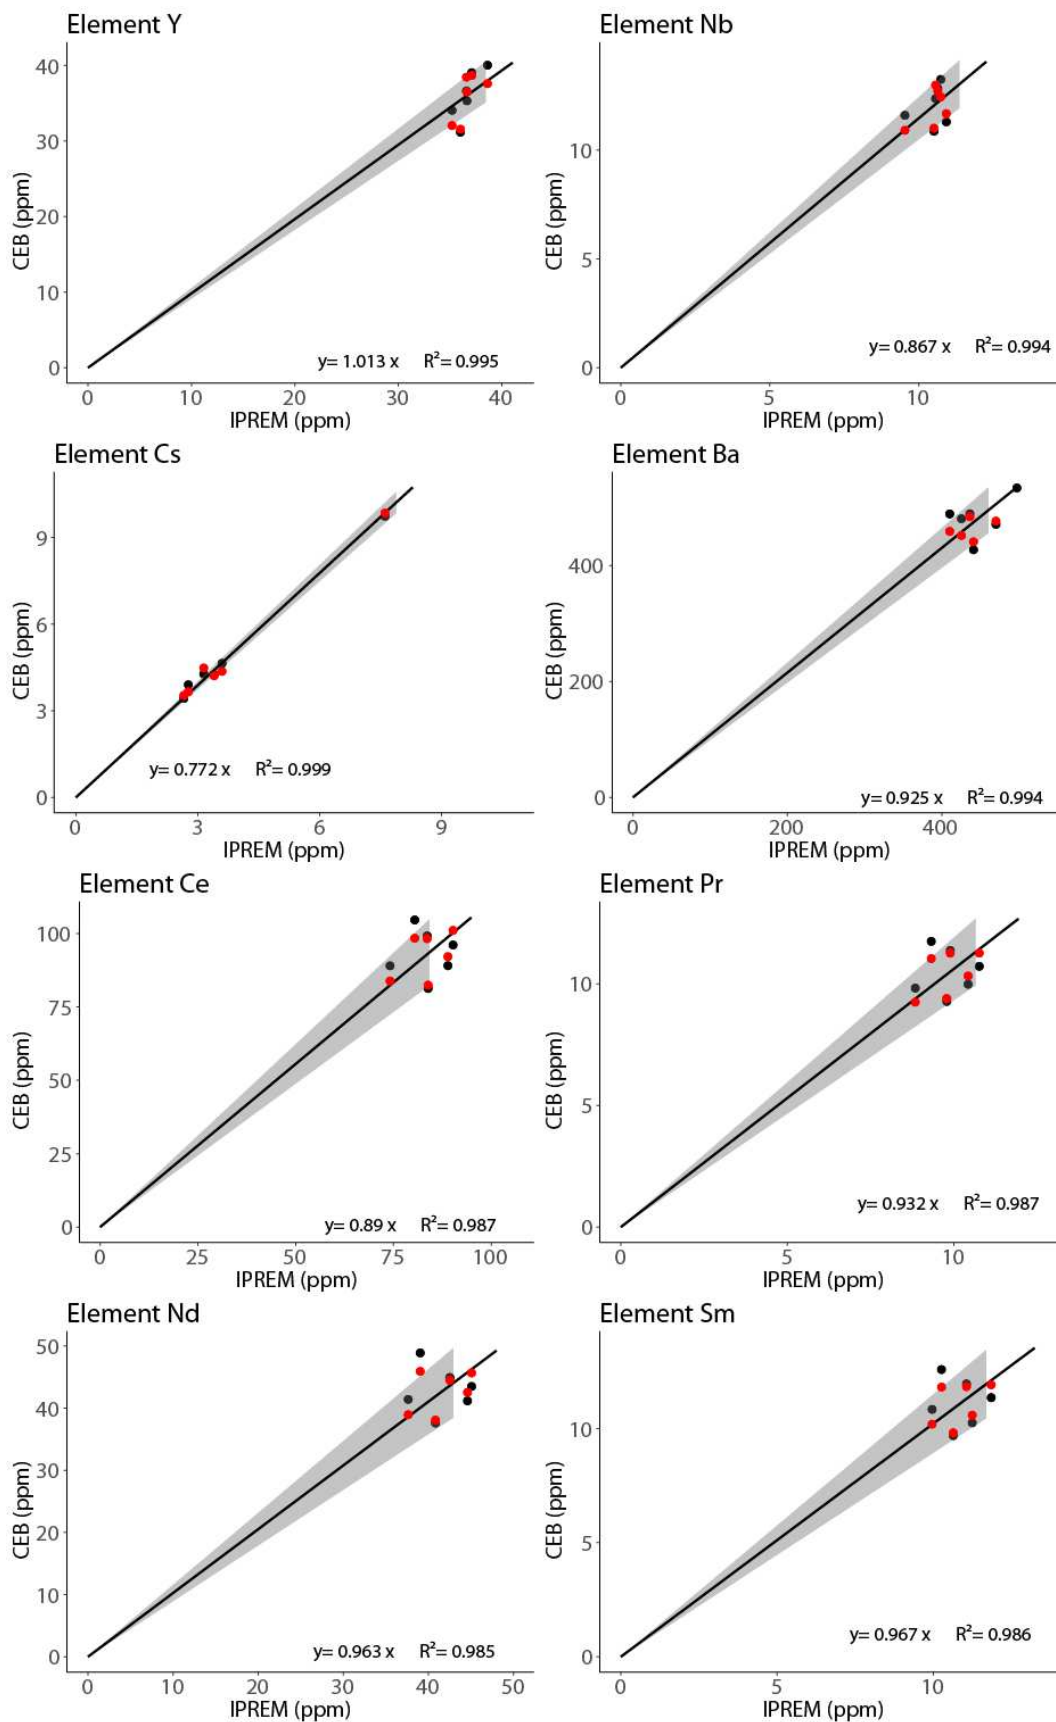 Element Y
40
30
20
10
0
CEB (ppm)
y= 1.013 x R²= 0.995
0 10 20 30 40
IPREM (ppm)
Element Nb
10
5
0
CEB (ppm)
y= 0.867 x R²= 0.994
0 5 10
IPREM (ppm)
Element Cs
9
6
3
0
CEB (ppm)
y= 0.772 x R²= 0.999
0 3 6 9
IPREM (ppm)
Element Ba
400
200
0
CEB (ppm)
y= 0.925 x R²= 0.994
0 200 400
IPREM (ppm)
Element Ce
100
75
50
25
0
CEB (ppm)
y= 0.89 x R²= 0.987
0 25 50 75 100
IPREM (ppm)
Element Pr
10
5
0
CEB (ppm)
y= 0.932 x R²= 0.987
0 5 10
IPREM (ppm)
Element Nd
50
40
30
20
10
0
CEB (ppm)
y= 0.963 x R²= 0.985
0 10 20 30 40 50
IPREM (ppm)
Element Sm
10
5
0
CEB (ppm)
y= 0.967 x R²= 0.986
0 5 10
IPREM (ppm)